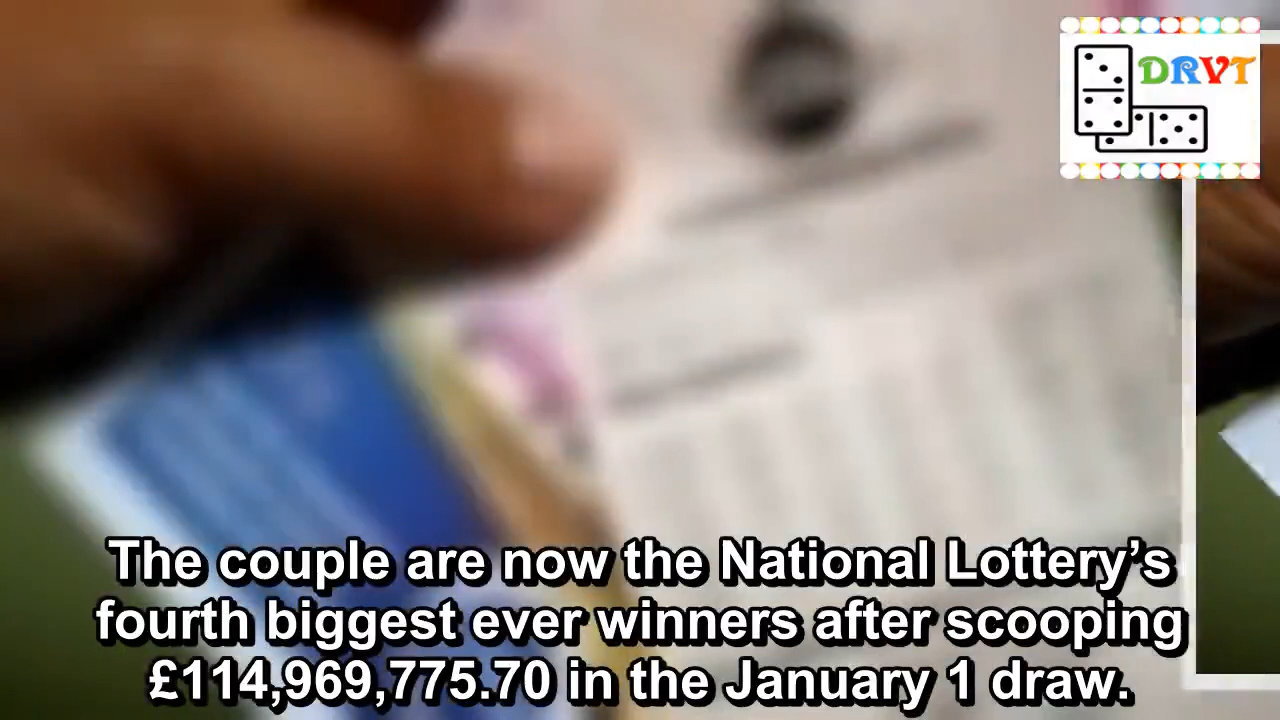 DRVT
The couple are now the National Lottery’s
fourth biggest ever winners after scooping
£114,969,775.70 in the January 1 draw.